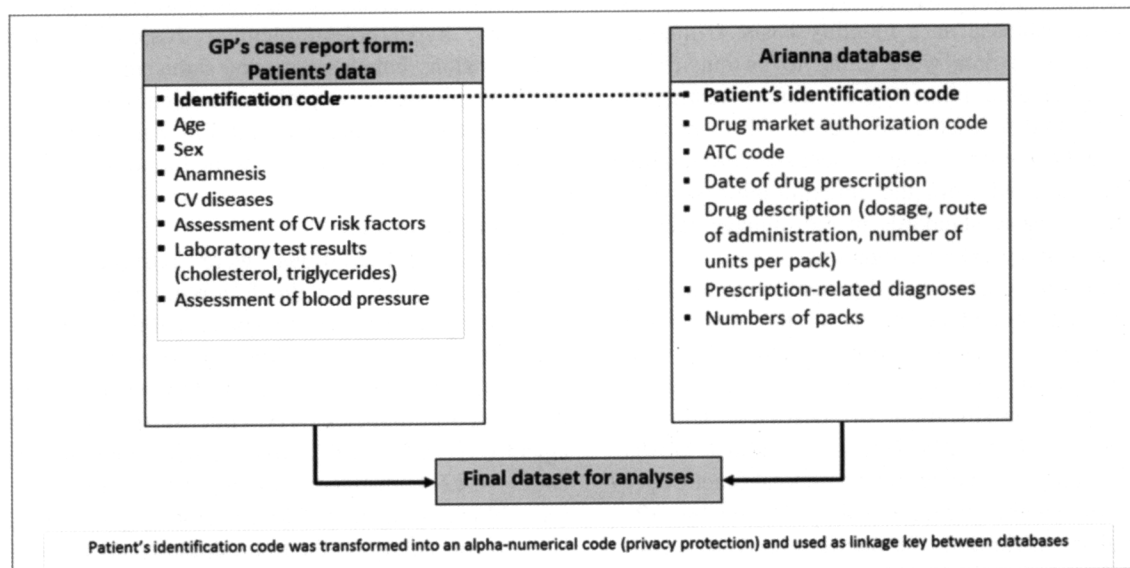 GP's case report form:
Patients' data
▪ Identification code
▪ Age
▪ Sex
▪ Anamnesis
▪ CV diseases
▪ Assessment of CV risk factors
▪ Laboratory test results
(cholesterol, triglycerides)
▪ Assessment of blood pressure
Arianna database
▪ Patient's identification code
▪ Drug market authorization code
▪ ATC code
▪ Date of drug prescription
▪ Drug description (dosage, route
of administration, number of
units per pack)
▪ Prescription-related diagnoses
▪ Numbers of packs
Final dataset for analyses
Patient's identification code was transformed into an alpha-numerical code (privacy protection) and used as linkage key between databases